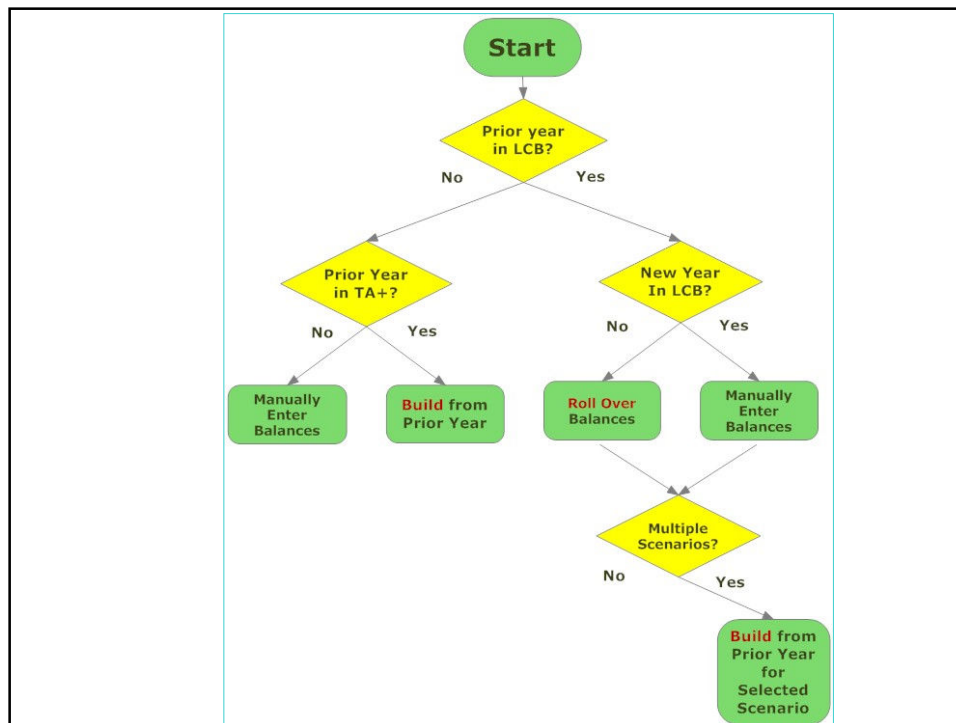 Start
Prior year
in LCB?
No
Yes
Prior Year
in TA+?
New Year
In LCB?
No
Yes
No
Yes
Manually
Enter
Balances
Build from
Prior Year
Roll Over
Balances
Manually
Enter
Balances
Multiple
Scenarios?
No
Yes
Build from
Prior Year
for
Selected
Scenario